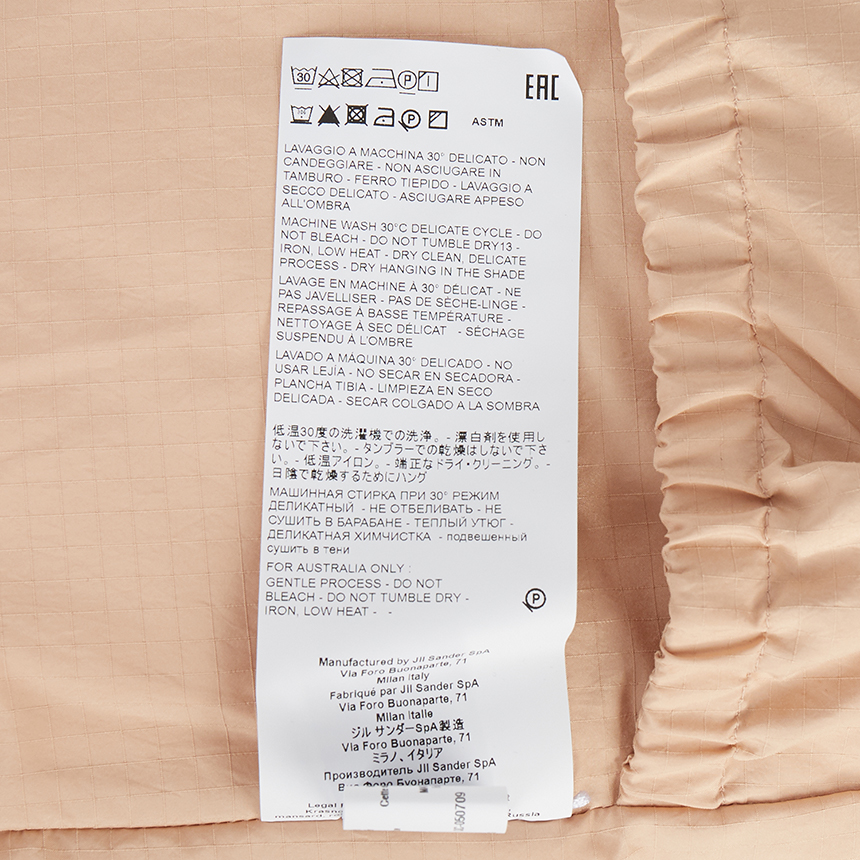 30 P EAC
P ASTM
LAVAGGIO A MACCHINA 30° DELICATO - NON
CANDEGGIARE - NON ASCIUGARE IN
TAMBURO - FERRO TIEPIDO - LAVAGGIO A
SECCO DELICATO - ASCIUGARE APPESO
ALL'OMBRA
MACHINE WASH 30°C DELICATE CYCLE - DO
NOT BLEACH - DO NOT TUMBLE DRY13 -
IRON, LOW HEAT - DRY CLEAN, DELICATE
PROCESS - DRY HANGING IN THE SHADE
LAVAGE EN MACHINE À 30° DÉLICAT - NE
PAS JAVELLISER - PAS DE SÈCHE-LINGE -
REPASSAGE À BASSE TEMPÉRATURE -
NETTOYAGE À SEC DÉLICAT - SÉCHAGE
SUSPENDU À L'OMBRE
LAVADO A MÁQUINA 30° DELICADO - NO
USAR LEJÍA - NO SECAR EN SECADORA -
PLANCHA TIBIA - LIMPIEZA EN SECO
DELICADA - SECAR COLGADO A LA SOMBRA
低温30度の洗濯機での洗浄。- 漂白剤を使用し
ないで下さい。- タンブラーでの乾燥はしないで下さ
い。- 低温アイロン。- 端正なドライ・クリーニング。-
日陰で乾燥するためにハング
МАШИННАЯ СТИРКА ПРИ 30° РЕЖИМ
ДЕЛИКАТНЫЙ - НЕ ОТБЕЛИВАТЬ - НЕ
СУШИТЬ В БАРАБАНЕ - ТЕПЛЫЙ УТЮГ -
ДЕЛИКАТНАЯ ХИМЧИСТКА - подвешенный
сушить в тени
FOR AUSTRALIA ONLY :
GENTLE PROCESS - DO NOT
BLEACH - DO NOT TUMBLE DRY -
IRON, LOW HEAT - -
P
Manufactured by Jil Sander SpA
Via Foro Buonaparte, 71
Milan Italy
Fabriqué par Jil Sander SpA
Via Foro Buonaparte, 71
Milan Italie
ジル サンダーSpA製造
Via Foro Buonaparte, 71
ミラノ、イタリア
Производитель Jil Sander SpA
Виа Форо Буонапарте, 71
Legal
Russia